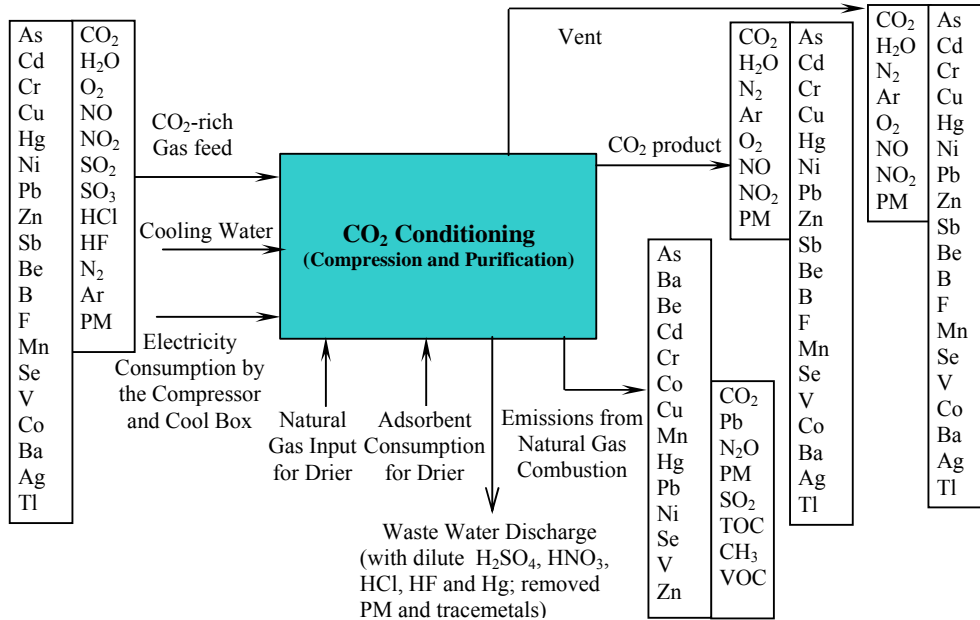 As
Cd
Cr
Cu
Hg
Ni
Pb
Zn
Sb
Be
B
F
Mn
Se
V
Co
Ba
Ag
Tl
CO₂
H₂O
O₂
NO
NO₂
SO₂
SO₃
HCl
HF
N₂
Ar
PM
CO₂-rich
Gas feed
Cooling Water
Electricity
Consumption by
the Compressor
and Cool Box
CO₂ Conditioning
(Compression and Purification)
Natural
Gas Input
for Drier
Adsorbent
Consumption
for Drier
Waste Water Discharge
(with dilute H₂SO₄, HNO₃,
HCl, HF and Hg; removed
PM and tracemetals)
Emissions from
Natural Gas
Combustion
As
Ba
Be
Cd
Cr
Co
Cu
Mn
Hg
Pb
Ni
Se
V
Zn
CO₂
Pb
N₂O
PM
SO₂
TOC
CH₃
VOC
CO₂ product
CO₂
H₂O
N₂
Ar
O₂
NO
NO₂
PM
As
Cd
Cr
Cu
Hg
Ni
Pb
Zn
Sb
Be
B
F
Mn
Se
V
Co
Ba
Ag
Tl
Vent
CO₂
H₂O
N₂
Ar
O₂
NO
NO₂
PM
As
Cd
Cr
Cu
Hg
Ni
Pb
Zn
Sb
Be
B
F
Mn
Se
V
Co
Ba
Ag
Tl